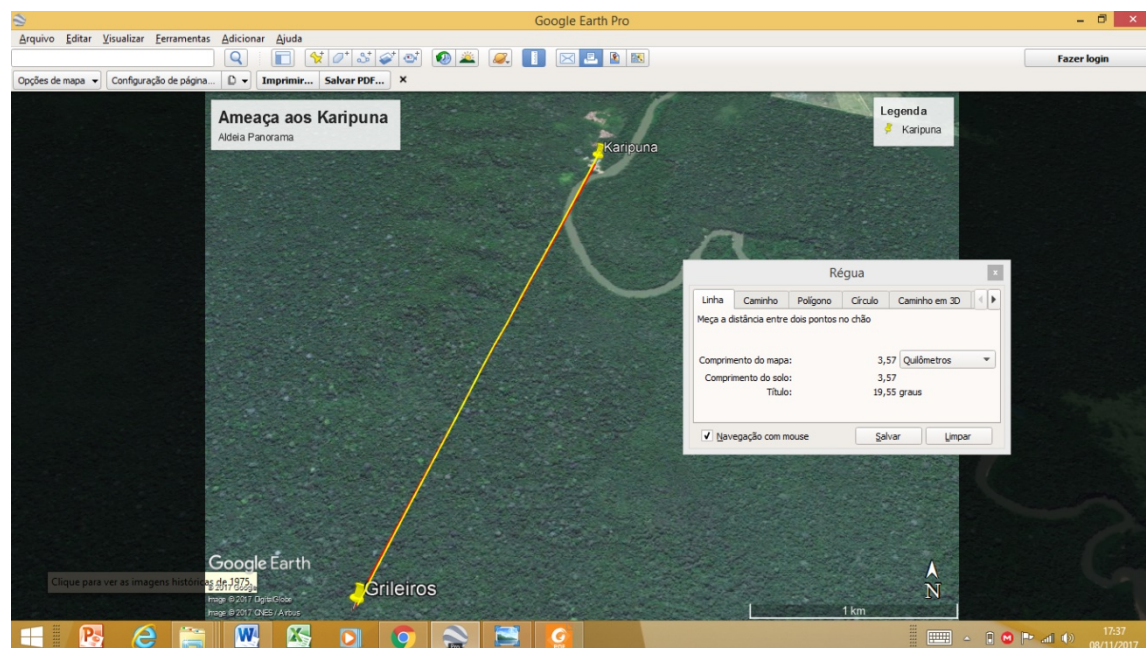 Google Earth Pro
Arquivo Editar Visualizar Ferramentas Adicionar Ajuda
Fazer login
Opções de mapa Configuração de página... Imprimir... Salvar PDF...
Ameaça aos Karipuna
Aldeia Panorama
Legenda
Karipuna
Karipuna
Régua
Linha Caminho Polígono Círculo Caminho em 3D
Meça a distância entre dois pontos no chão
Comprimento do mapa: 3,57 Quilômetros
Comprimento do solo: 3,57
Título: 19,55 graus
Navegação com mouse Salvar Limpar
Google Earth
Clique para ver as imagens históricas de 1975.
© 2017 Google
Image © 2017 DigitalGlobe
Image © 2017 CNES / Airbus
Grileiros
N
1 km
17:37
08/11/2017